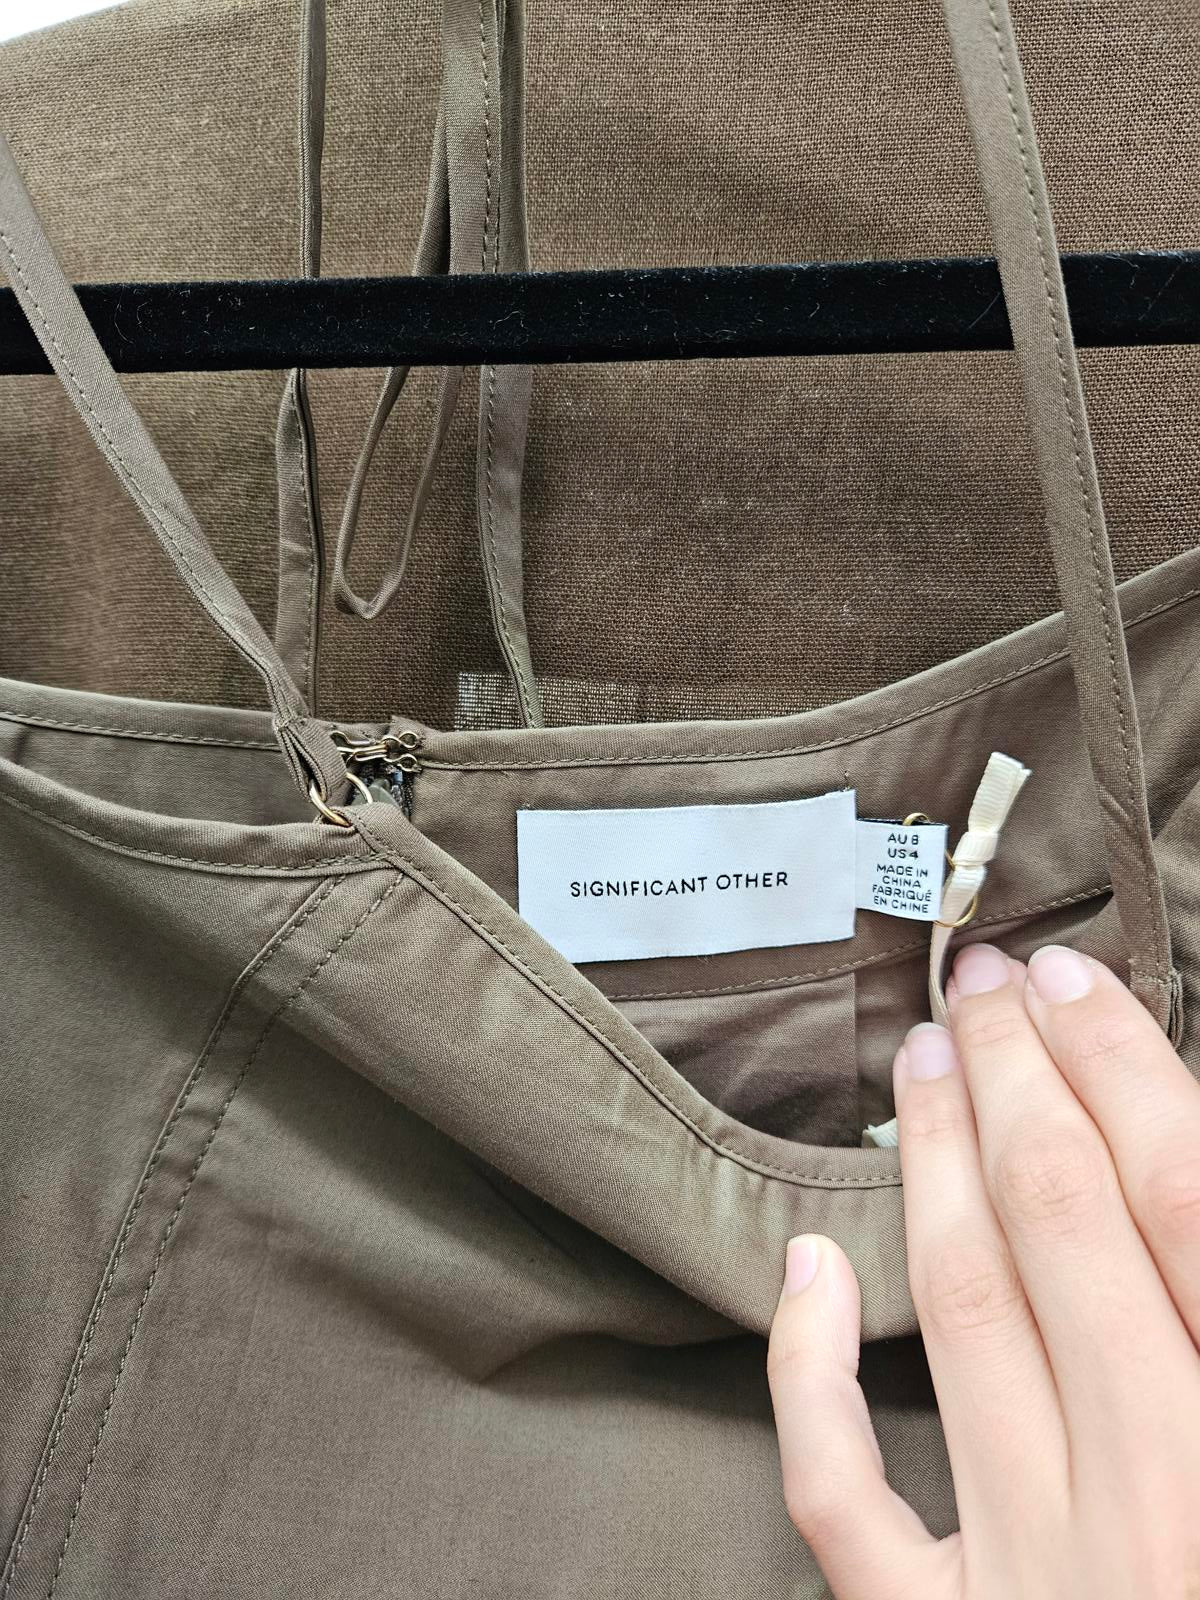 SIGNIFICANT OTHER
AU 8
US 4
MADE IN
CHINA
FABRIQUÉ
EN CHINE